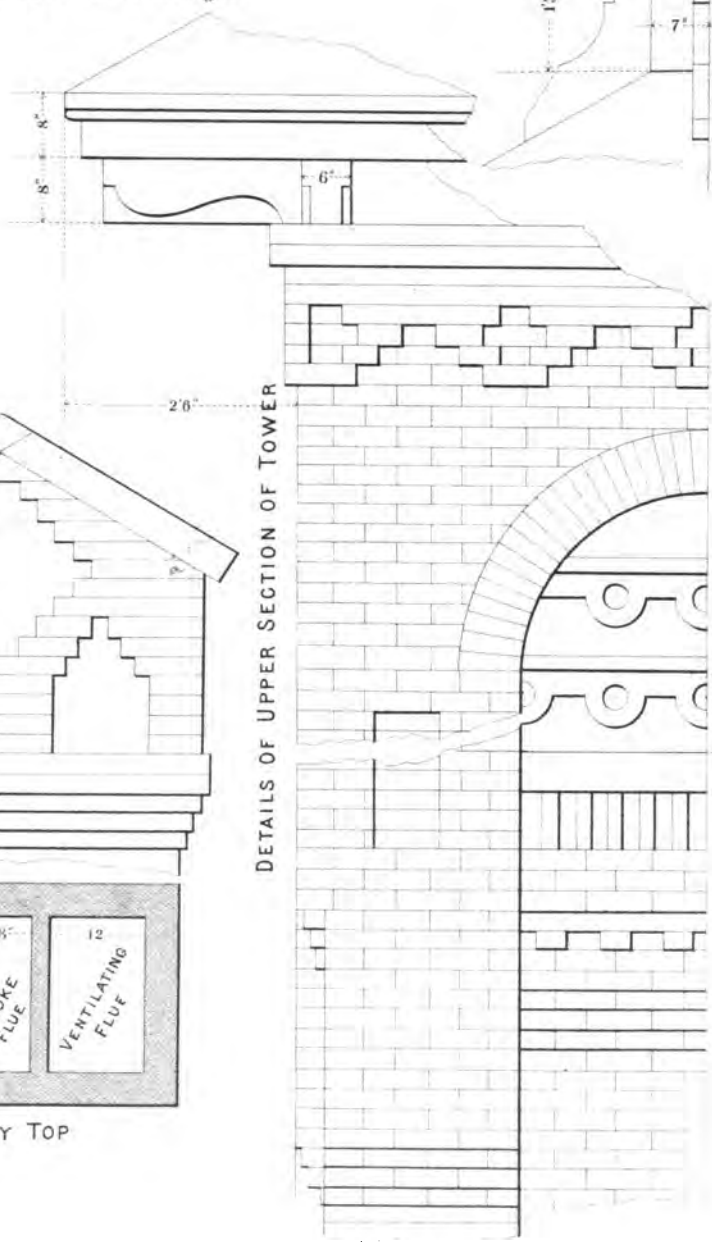 7"
8"
8"
6"
2'6"
DETAILS OF UPPER SECTION OF TOWER
12
FLUE
VENTILATING
FLUE
TOP